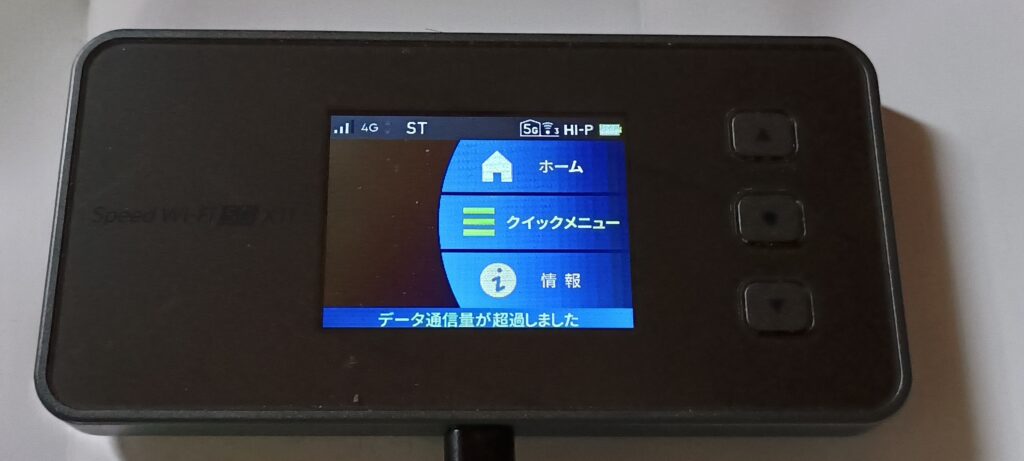 4G ST 5G 3 HI-P
ホーム
クイックメニュー
情報
データ通信量が超過しました
Speed Wi-Fi 5G X11